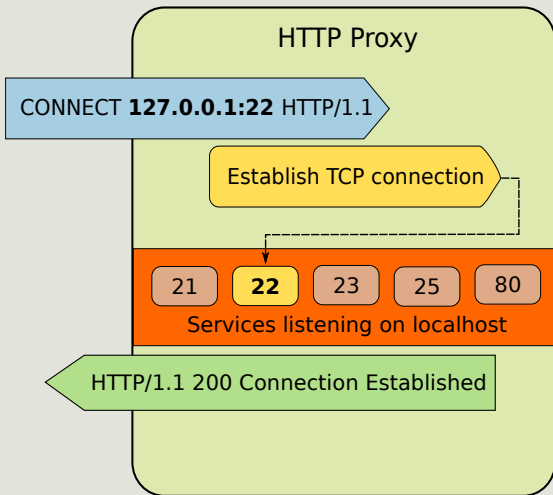 HTTP Proxy
CONNECT 127.0.0.1:22 HTTP/1.1
Establish TCP connection
21 22 23 25 80
Services listening on localhost
HTTP/1.1 200 Connection Established